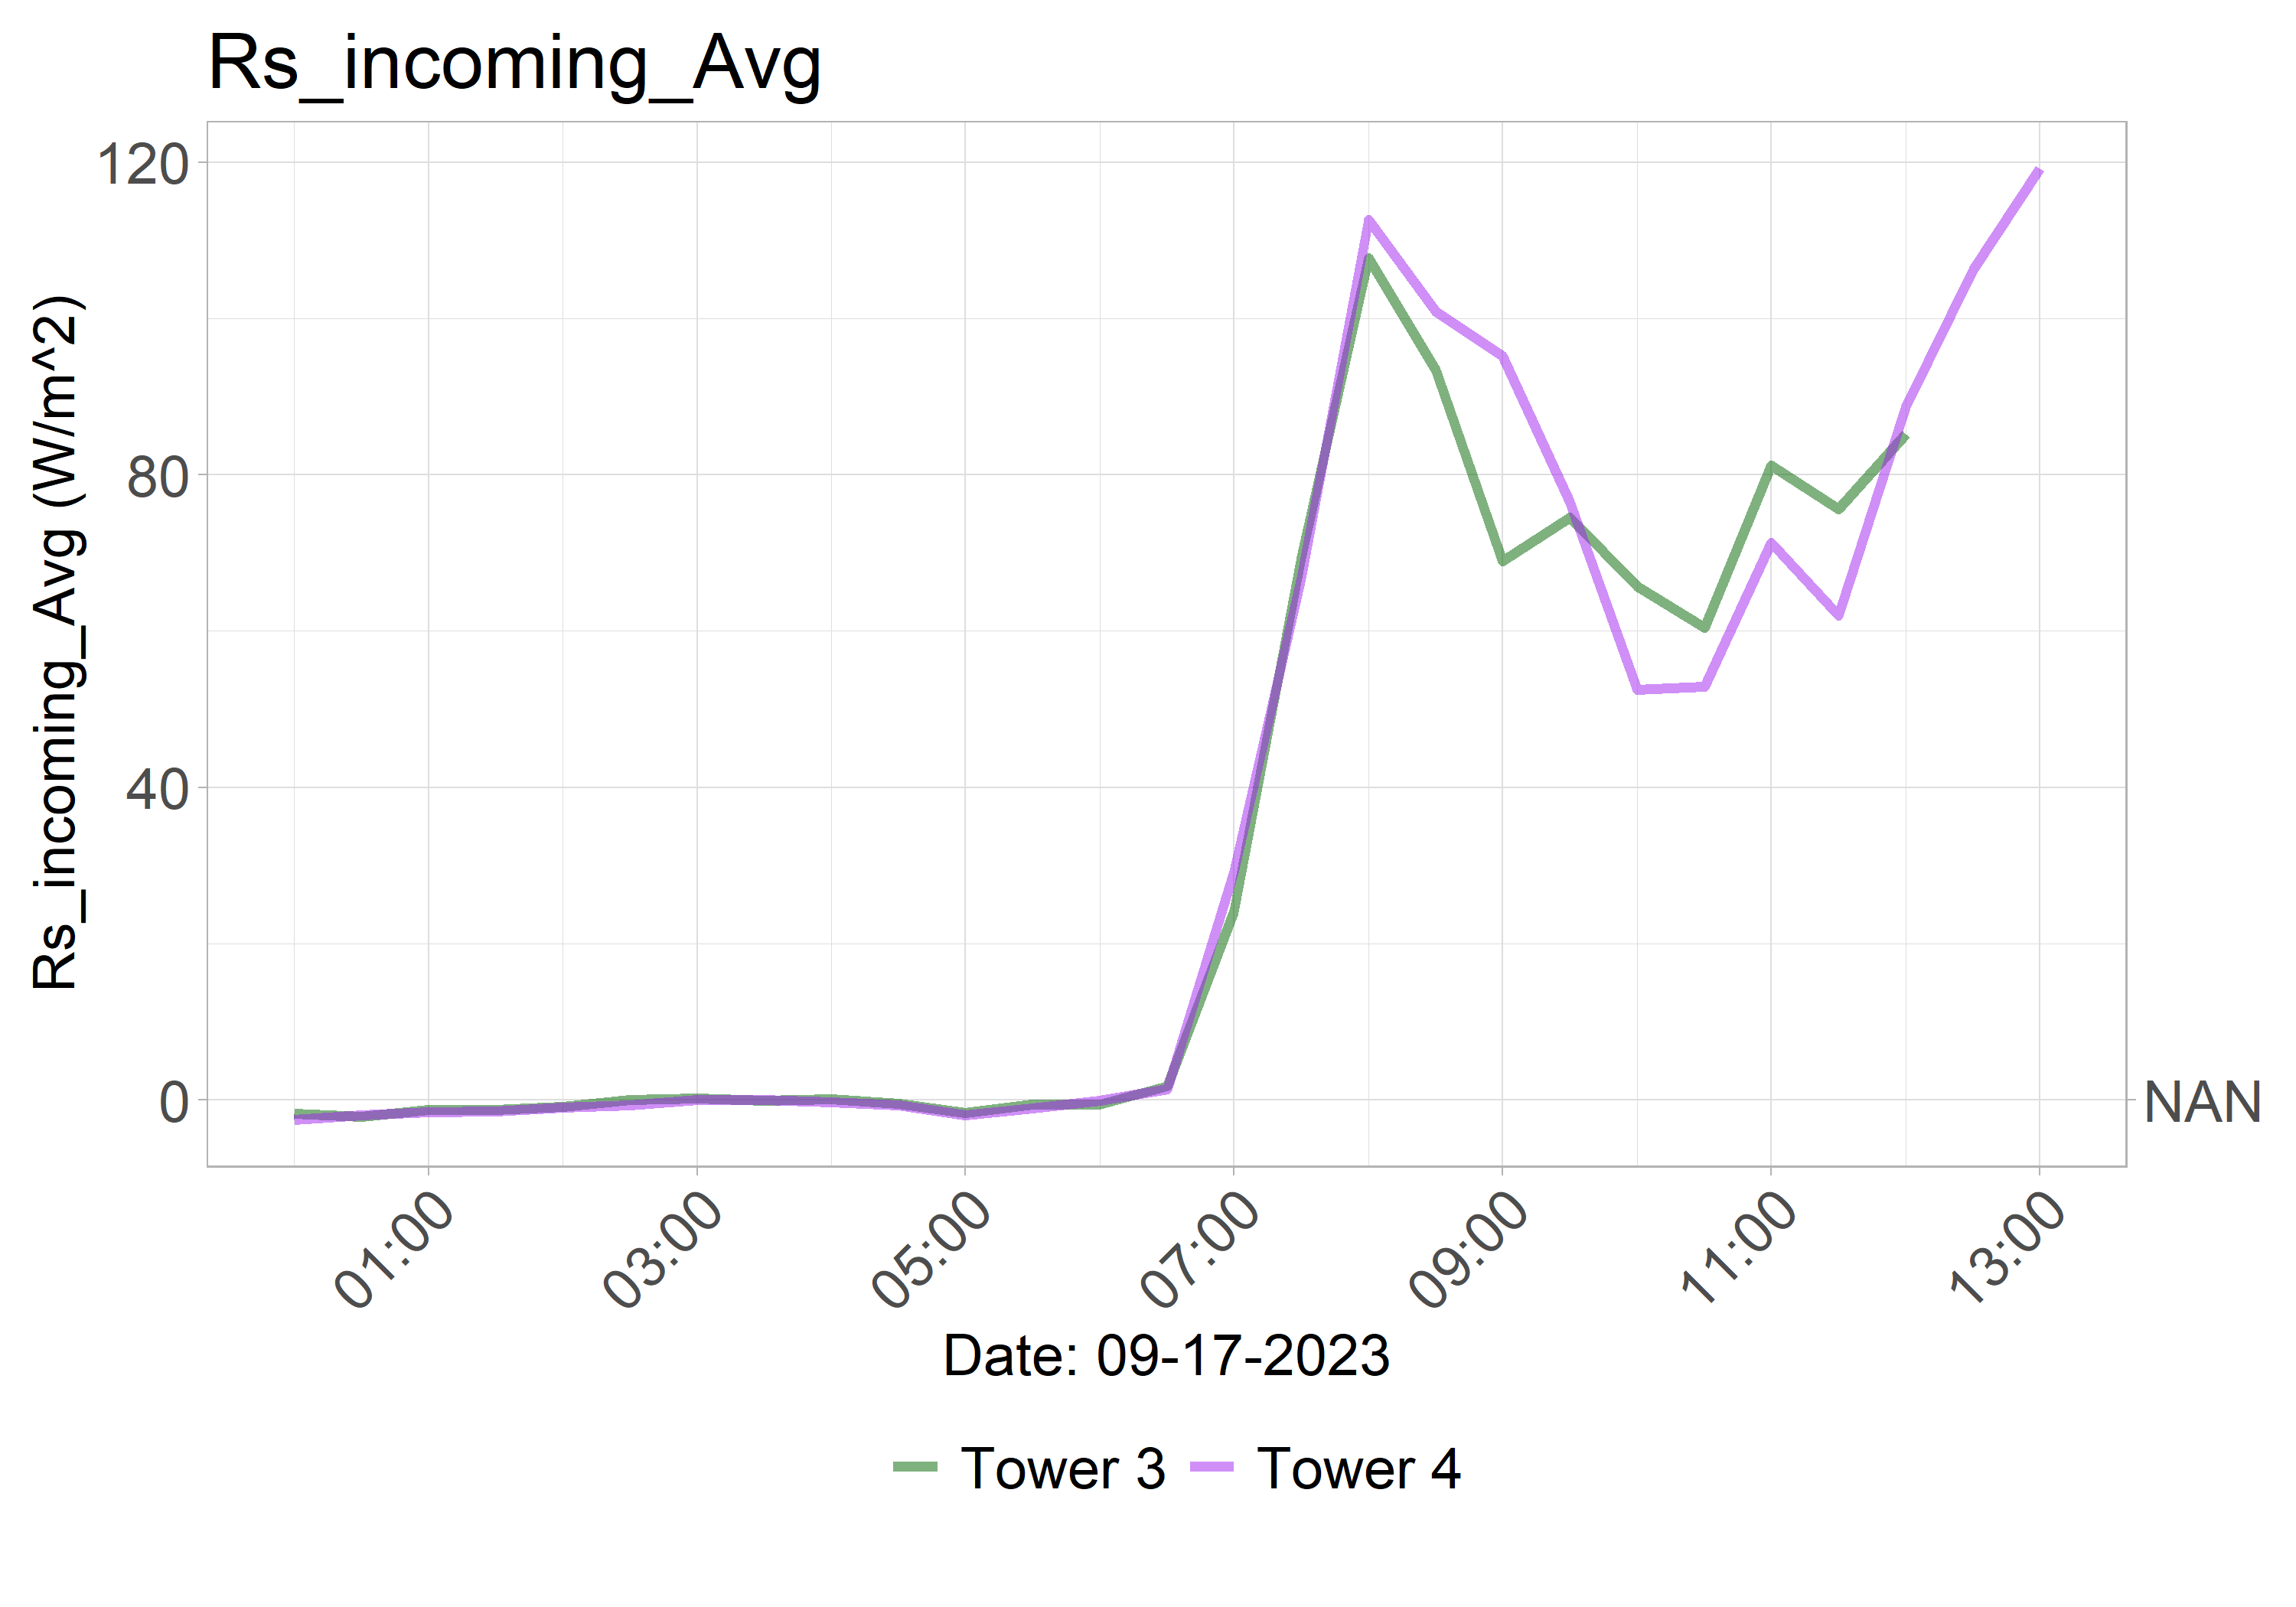 Rs_incoming_Avg
Rs_incoming_Avg (W/m^2)
120
80
40
0
NAN
01:00
03:00
05:00
07:00
09:00
11:00
13:00
Date: 09-17-2023
Tower 3
Tower 4